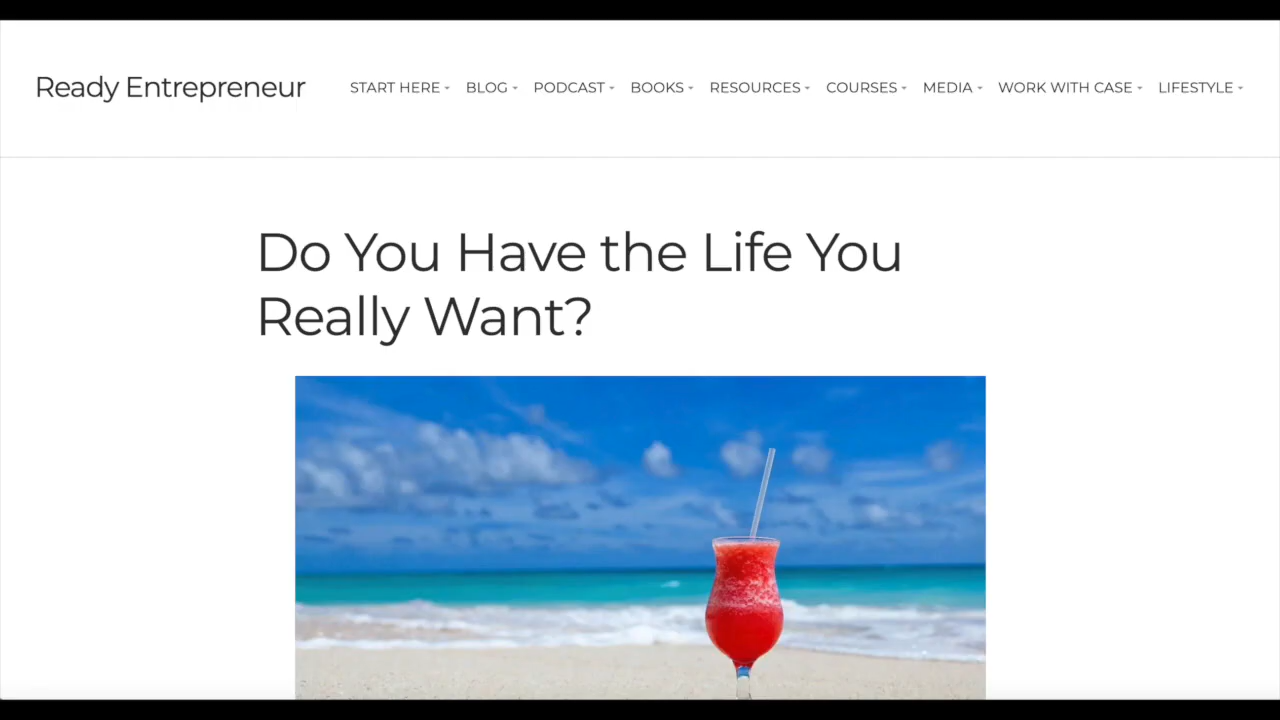 Ready Entrepreneur
START HERE BLOG PODCAST BOOKS RESOURCES COURSES MEDIA WORK WITH CASE LIFESTYLE
Do You Have the Life You
Really Want?